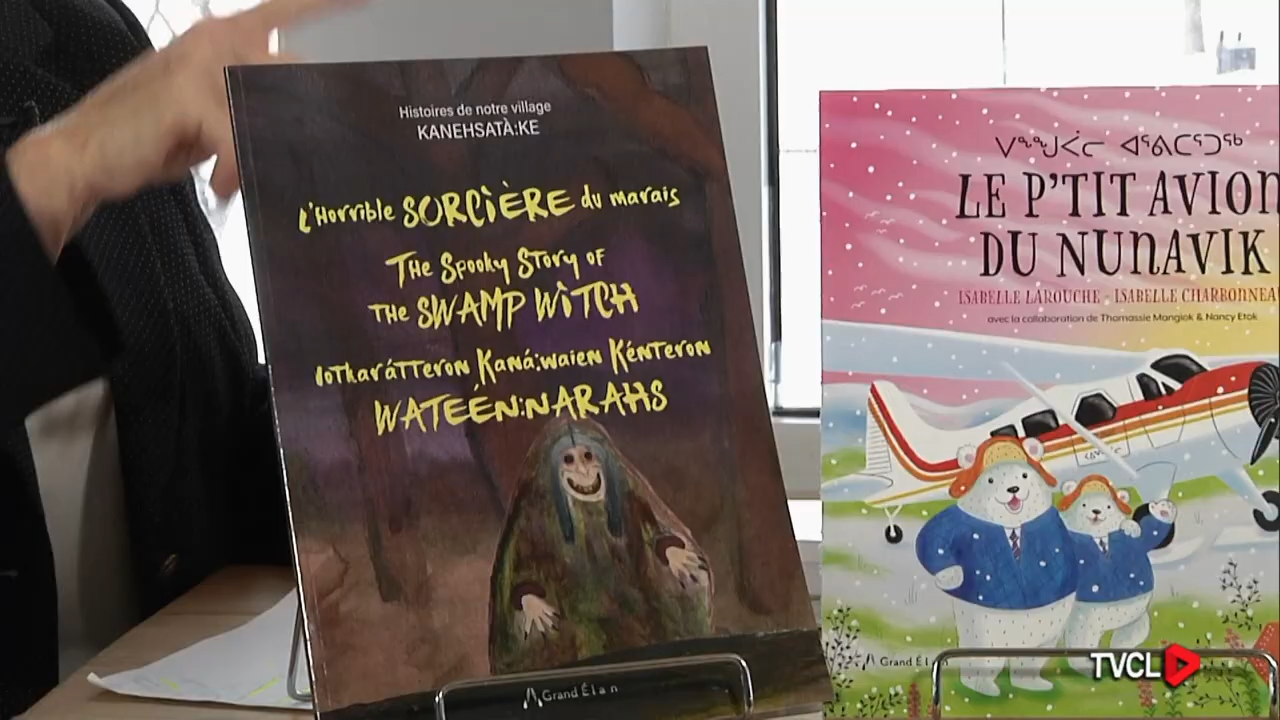 Histoires de notre village
KANEHSATÀ:KE
L'Horrible SORCIÈRE du marais
The Spooky Story of
The SWAMP WITCH
Iotharátteron Kaná:waien Kénteron
WATEÉN:NARAHS
Grand Élan
ᐯᓐᖕᒍᐹᓕ ᐊᕐᕕᑕᕐᑐᖅ
LE P'TIT AVION
DU NUNAVIK
ISABELLE LAROUCHE - ISABELLE CHARBONNEAU
avec la collaboration de Thomassie Mangiok & Nancy Etok
Grand Élan
TVCL